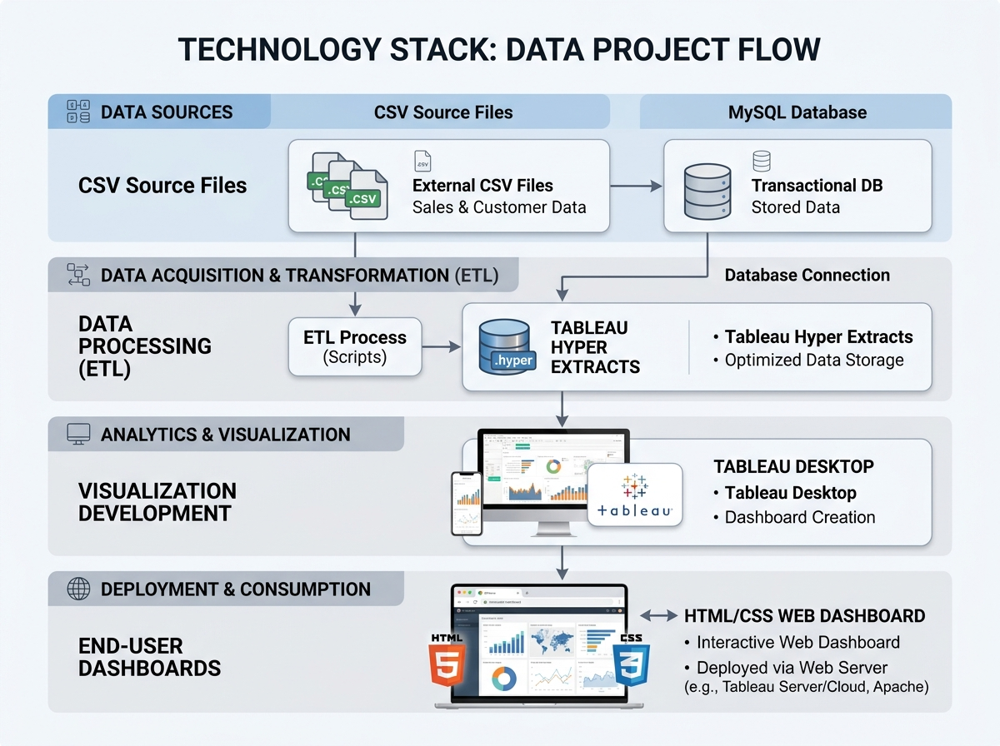 TECHNOLOGY STACK: DATA PROJECT FLOW
DATA SOURCES
CSV Source Files
MySQL Database
CSV Source Files
.CSV
.CSV
External CSV Files
Sales & Customer Data
Transactional DB
Stored Data
DATA ACQUISITION & TRANSFORMATION (ETL)
Database Connection
DATA
PROCESSING
(ETL)
ETL Process
(Scripts)
.hyper
TABLEAU
HYPER
EXTRACTS
• Tableau Hyper Extracts
• Optimized Data Storage
ANALYTICS & VISUALIZATION
VISUALIZATION
DEVELOPMENT
tableau
TABLEAU DESKTOP
• Tableau Desktop
• Dashboard Creation
DEPLOYMENT & CONSUMPTION
END-USER
DASHBOARDS
HTML
5
CSS
3
HTML/CSS WEB DASHBOARD
• Interactive Web Dashboard
• Deployed via Web Server
(e.g., Tableau Server/Cloud, Apache)